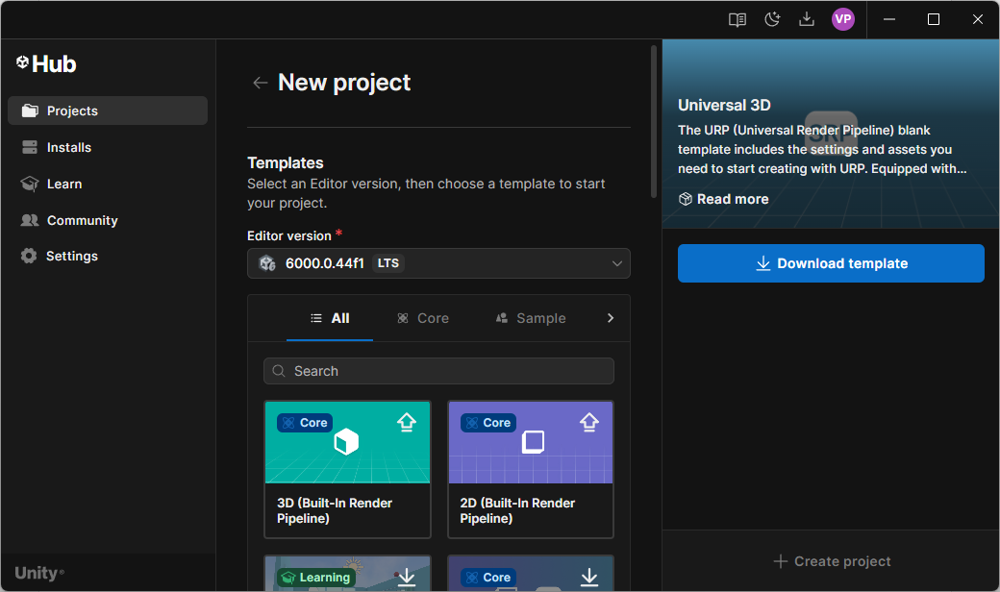 VP
Hub
Projects
Installs
Learn
Community
Settings
Unity®
New project
Templates
Select an Editor version, then choose a template to start
your project.
Editor version *
6000.0.44f1 LTS
All
Core
Sample
Search
Core
3D (Built-In Render
Pipeline)
Core
2D (Built-In Render
Pipeline)
Learning
Core
SRP
Universal 3D
The URP (Universal Render Pipeline) blank
template includes the settings and assets you
need to start creating with URP. Equipped with...
Read more
Download template
Create project